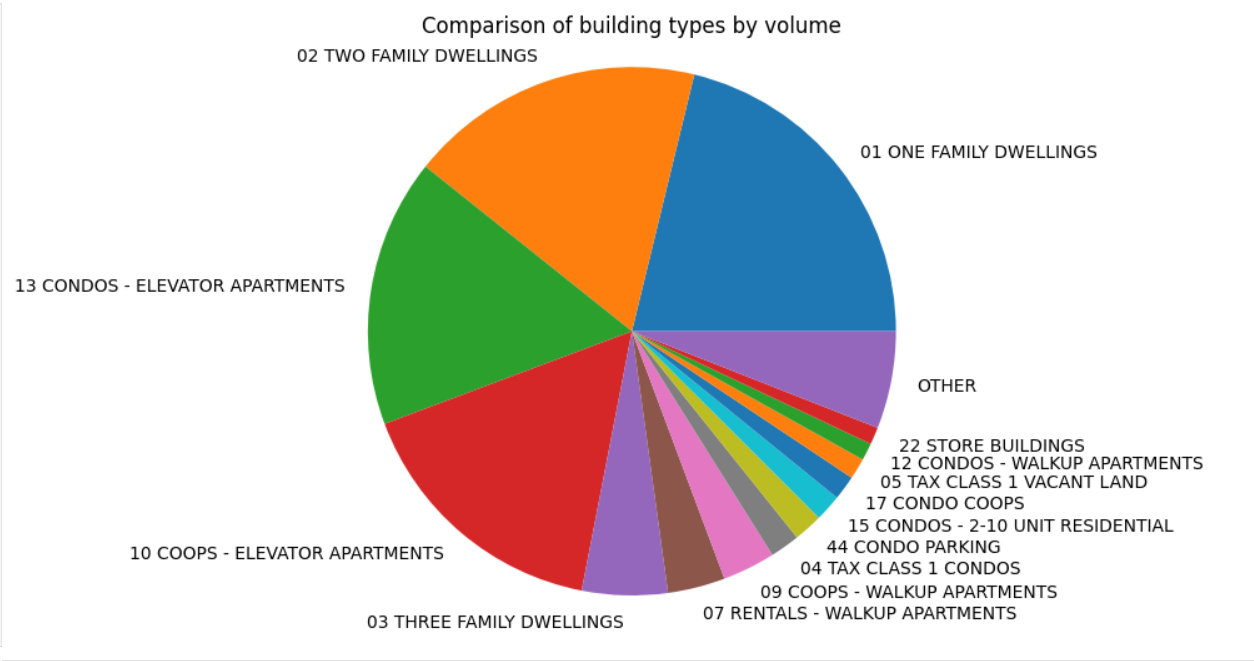 Comparison of building types by volume
02 TWO FAMILY DWELLINGS
01 ONE FAMILY DWELLINGS
13 CONDOS - ELEVATOR APARTMENTS
OTHER
22 STORE BUILDINGS
12 CONDOS - WALKUP APARTMENTS
05 TAX CLASS 1 VACANT LAND
17 CONDO COOPS
15 CONDOS - 2-10 UNIT RESIDENTIAL
44 CONDO PARKING
10 COOPS - ELEVATOR APARTMENTS
04 TAX CLASS 1 CONDOS
09 COOPS - WALKUP APARTMENTS
07 RENTALS - WALKUP APARTMENTS
03 THREE FAMILY DWELLINGS